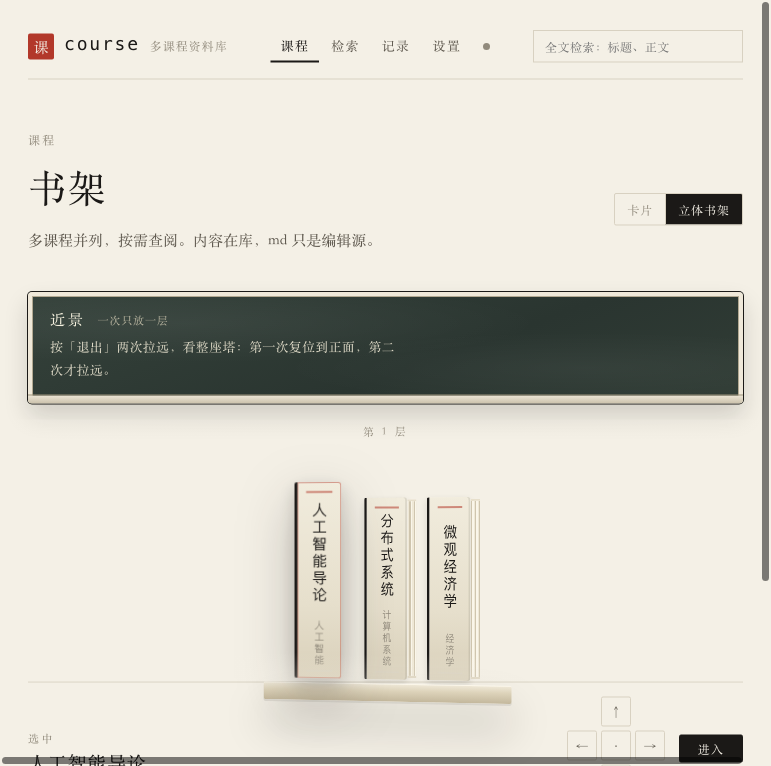 课 course 多课程资料库 课程 检索 记录 设置 全文检索：标题、正文
课程
书架
卡片 立体书架
多课程并列，按需查阅。内容在库，md 只是编辑源。
近景 一次只放一层
按「退出」两次拉远，看整座塔：第一次复位到正面，第二
次才拉远。
第 1 层
人工智能导论
人工智能
分布式系统
计算机系统
微观经济学
经济学
选中
↑
← · → 进入
人工智能导论